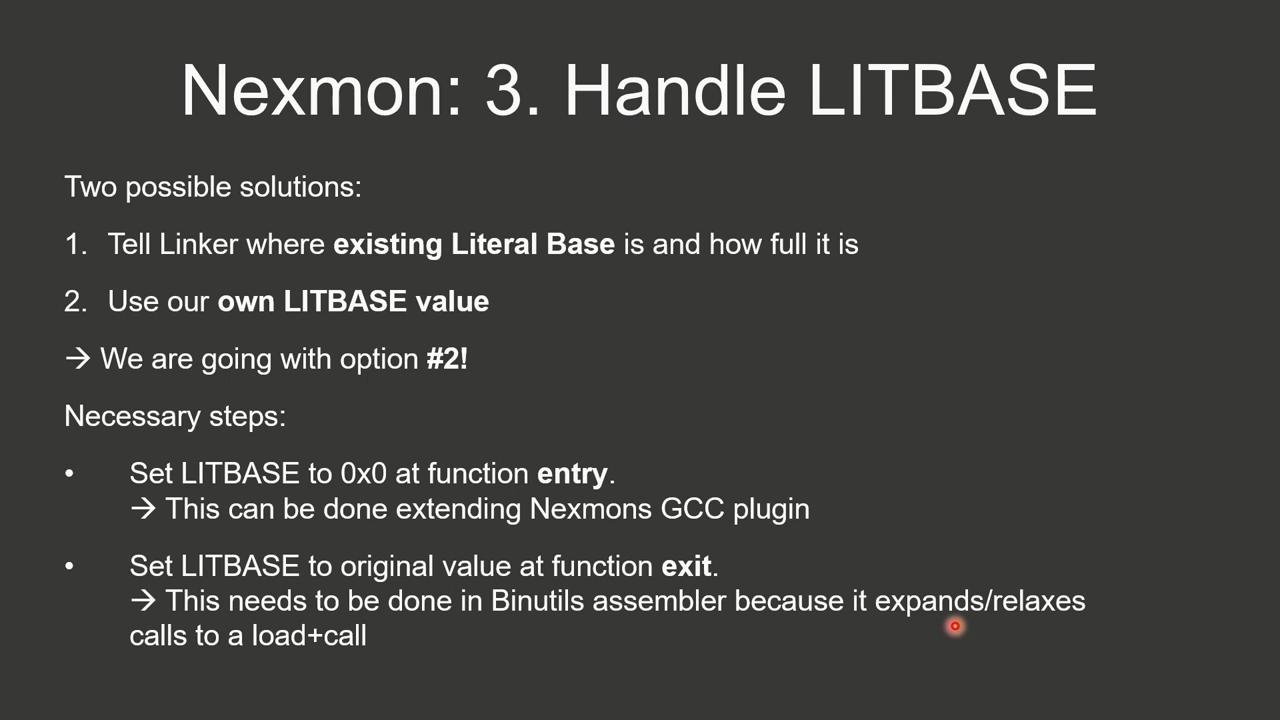 Nexmon: 3. Handle LITBASE
Two possible solutions:
1. Tell Linker where existing Literal Base is and how full it is
2. Use our own LITBASE value
→ We are going with option #2!
Necessary steps:
• Set LITBASE to 0x0 at function entry.
→ This can be done extending Nexmons GCC plugin
• Set LITBASE to original value at function exit.
→ This needs to be done in Binutils assembler because it expands/relaxes
calls to a load+call